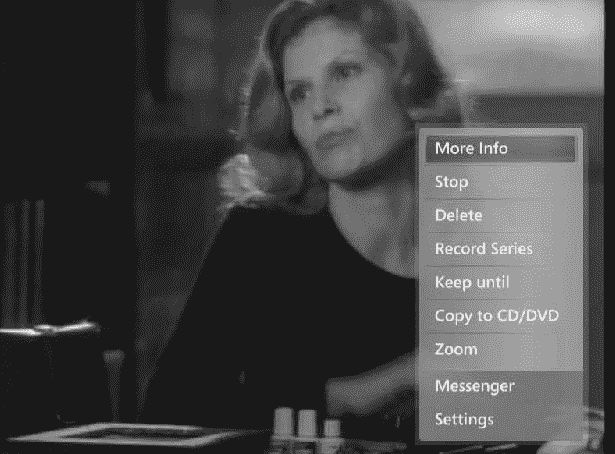 More Info
Stop
Delete
Record Series
Keep until
Copy to CD/DVD
Zoom
Messenger
Settings